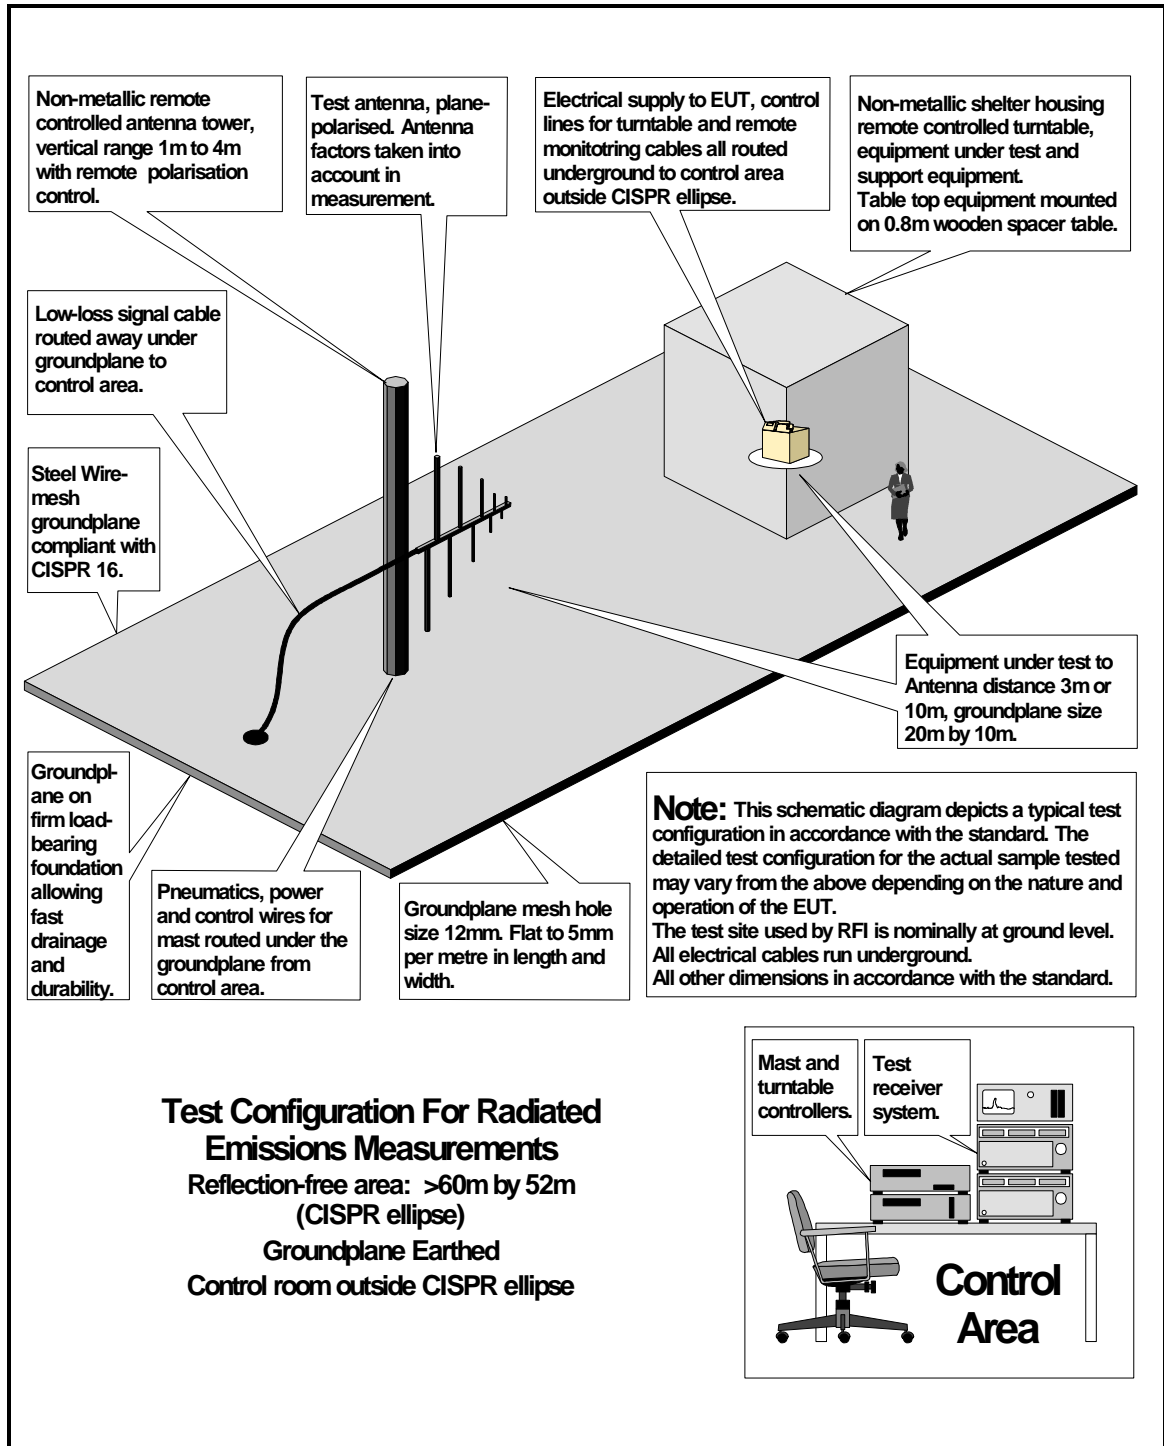 Non-metallic remote
controlled antenna tower,
vertical range 1m to 4m
with remote polarisation
control.
Test antenna, plane-
polarised. Antenna
factors taken into
account in
measurement.
Electrical supply to EUT, control
lines for turntable and remote
monitotring cables all routed
underground to control area
outside CISPR ellipse.
Non-metallic shelter housing
remote controlled turntable,
equipment under test and
support equipment.
Table top equipment mounted
on 0.8m wooden spacer table.
Low-loss signal cable
routed away under
groundplane to
control area.
Steel Wire-
mesh
groundplane
compliant with
CISPR 16.
Equipment under test to
Antenna distance 3m or
10m, groundplane size
20m by 10m.
Groundpl-
ane on
firm load-
bearing
foundation
allowing
fast
drainage
and
durability.
Pneumatics, power
and control wires for
mast routed under the
groundplane from
control area.
Groundplane mesh hole
size 12mm. Flat to 5mm
per metre in length and
width.
Note: This schematic diagram depicts a typical test
configuration in accordance with the standard. The
detailed test configuration for the actual sample tested
may vary from the above depending on the nature and
operation of the EUT.
The test site used by RFI is nominally at ground level.
All electrical cables run underground.
All other dimensions in accordance with the standard.
Test Configuration For Radiated
Emissions Measurements
Reflection-free area: >60m by 52m
(CISPR ellipse)
Groundplane Earthed
Control room outside CISPR ellipse
Mast and
turntable
controllers.
Test
receiver
system.
Control
Area